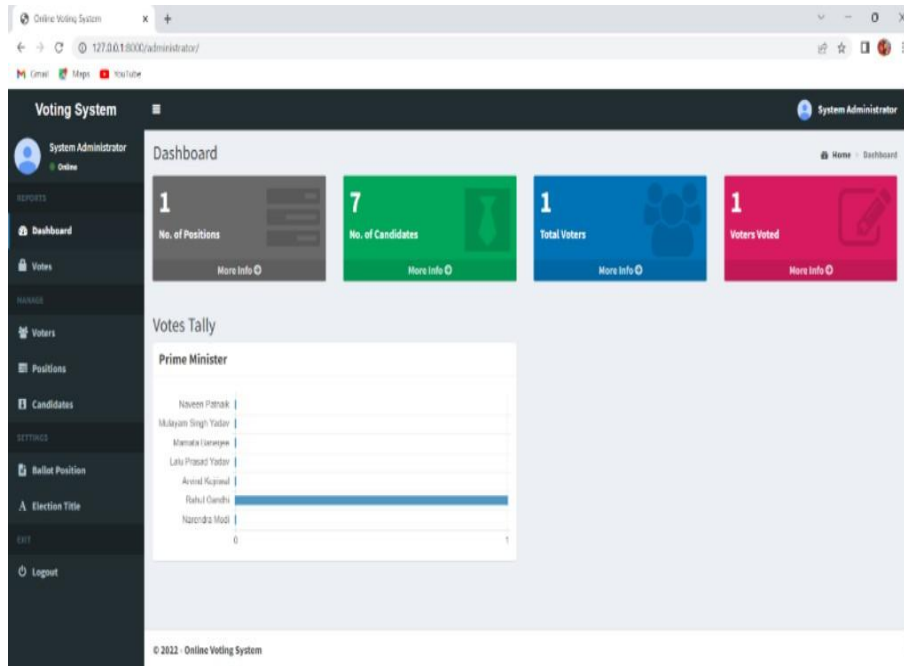 Online Voting System
127.0.0.1:8000/administrator/
Gmail Maps YouTube
Voting System
System Administrator
System Administrator
Online
Dashboard
Home Dashboard
REPORTS
Dashboard
Votes
MANAGE
Voters
Positions
Candidates
SETTINGS
Ballot Position
Election Title
EXIT
Logout
1
No. of Positions
More Info
7
No. of Candidates
More Info
1
Total Voters
More Info
1
Voters Voted
More Info
Votes Tally
Prime Minister
Naveen Patnaik
Mulayam Singh Yadav
Mamata Banerjee
Lalu Prasad Yadav
Arvind Kejriwal
Rahul Gandhi
Narendra Modi
0 1
© 2022 - Online Voting System